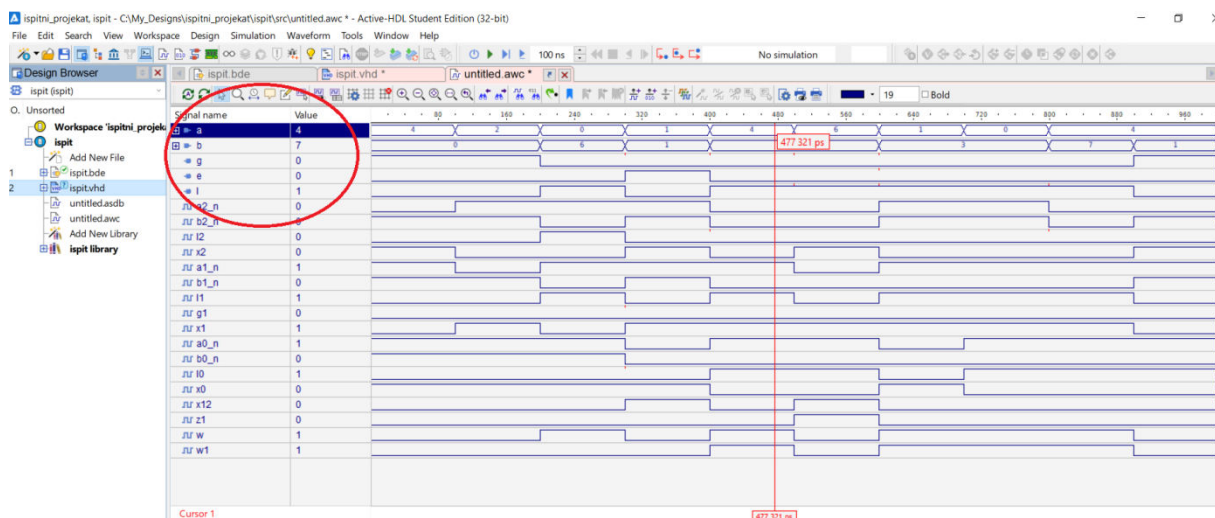 ispitni_projekat, ispit - C:\My_Designs\ispitni_projekat\ispit\src\untitled.awc * - Active-HDL Student Edition (32-bit)
File Edit Search View Workspace Design Simulation Waveform Tools Window Help
100 ns No simulation
Design Browser ispit.bde ispit.vhd * untitled.awc *
ispit (ispit) 19 Bold
O. Unsorted Signal name Value 80 160 240 320 400 480 560 640 720 800 880 960
Workspace 'ispitni_projek a 4 4 2 0 1 4 6 1 0 4
ispit b 7 0 6 1 3 7 1
477 321 ps
Add New File g 0
1 ispit.bde e 0
2 ispit.vhd l 1
untitled.asdb a2_n 0
untitled.awc b2_n
Add New Library l2 0
ispit library x2 0
a1_n 1
b1_n 0
l1 1
g1 0
x1 1
a0_n 1
b0_n 0
l0 1
x0 0
x12 0
z1 0
w 1
w1 1
Cursor 1 477 321 ps